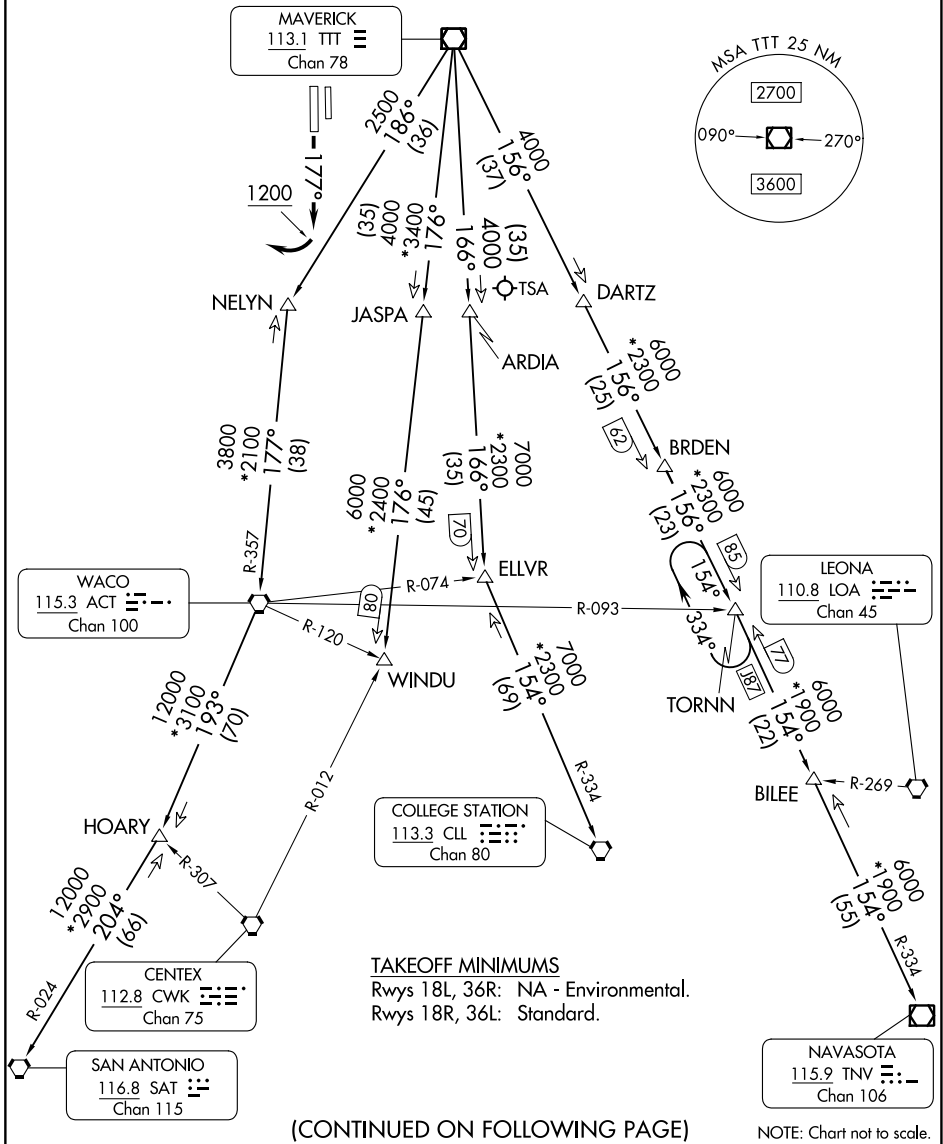 MAVERICK
113.1 TTT
Chan 78
MSA TTT 25 NM
2700
090°
270°
3600
177°
1200
2500
186°
(36)
(35)
4000
*3400
176°
(35)
4000
166°
4000
156°
(37)
TSA
NELYN
JASPA
ARDIA
DARTZ
6000
*2300
156°
(25)
62
BRDEN
3800
*2100
177°
(38)
6000
*2400
176°
(45)
7000
*2300
166°
(35)
70
6000
*2300
156°
(23)
85
R-357
WACO
115.3 ACT
Chan 100
R-074
ELLVR
80
R-093
R-120
WINDU
154°
334°
77
J87
TORNN
LEONA
110.8 LOA
Chan 45
12000
*3100
193°
(70)
7000
*2300
154°
(69)
6000
*1900
154°
(22)
R-012
R-334
BILEE
R-269
HOARY
R-307
COLLEGE STATION
113.3 CLL
Chan 80
12000
*2900
204°
(66)
R-024
6000
*1900
154°
(55)
R-334
CENTEX
112.8 CWK
Chan 75
TAKEOFF MINIMUMS
Rwys 18L, 36R: NA - Environmental.
Rwys 18R, 36L: Standard.
SAN ANTONIO
116.8 SAT
Chan 115
NAVASOTA
115.9 TNV
Chan 106
(CONTINUED ON FOLLOWING PAGE)
NOTE: Chart not to scale.